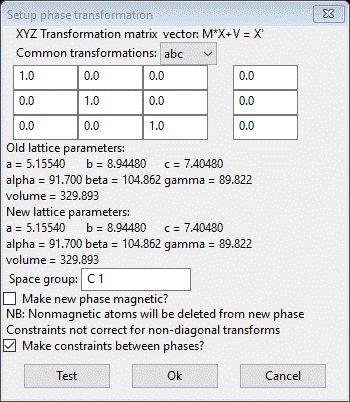 Setup phase transformation
XYZ Transformation matrix vector: M*X+V = X'
Common transformations: abc
1.0 0.0 0.0 0.0
0.0 1.0 0.0 0.0
0.0 0.0 1.0 0.0
Old lattice parameters:
a = 5.15540 b = 8.94480 c = 7.40480
alpha = 91.700 beta = 104.862 gamma = 89.822
volume = 329.893
New lattice parameters:
a = 5.15540 b = 8.94480 c = 7.40480
alpha = 91.700 beta = 104.862 gamma = 89.822
volume = 329.893
Space group: C 1
Make new phase magnetic?
NB: Nonmagnetic atoms will be deleted from new phase
Constraints not correct for non-diagonal transforms
Make constraints between phases?
Test Ok Cancel